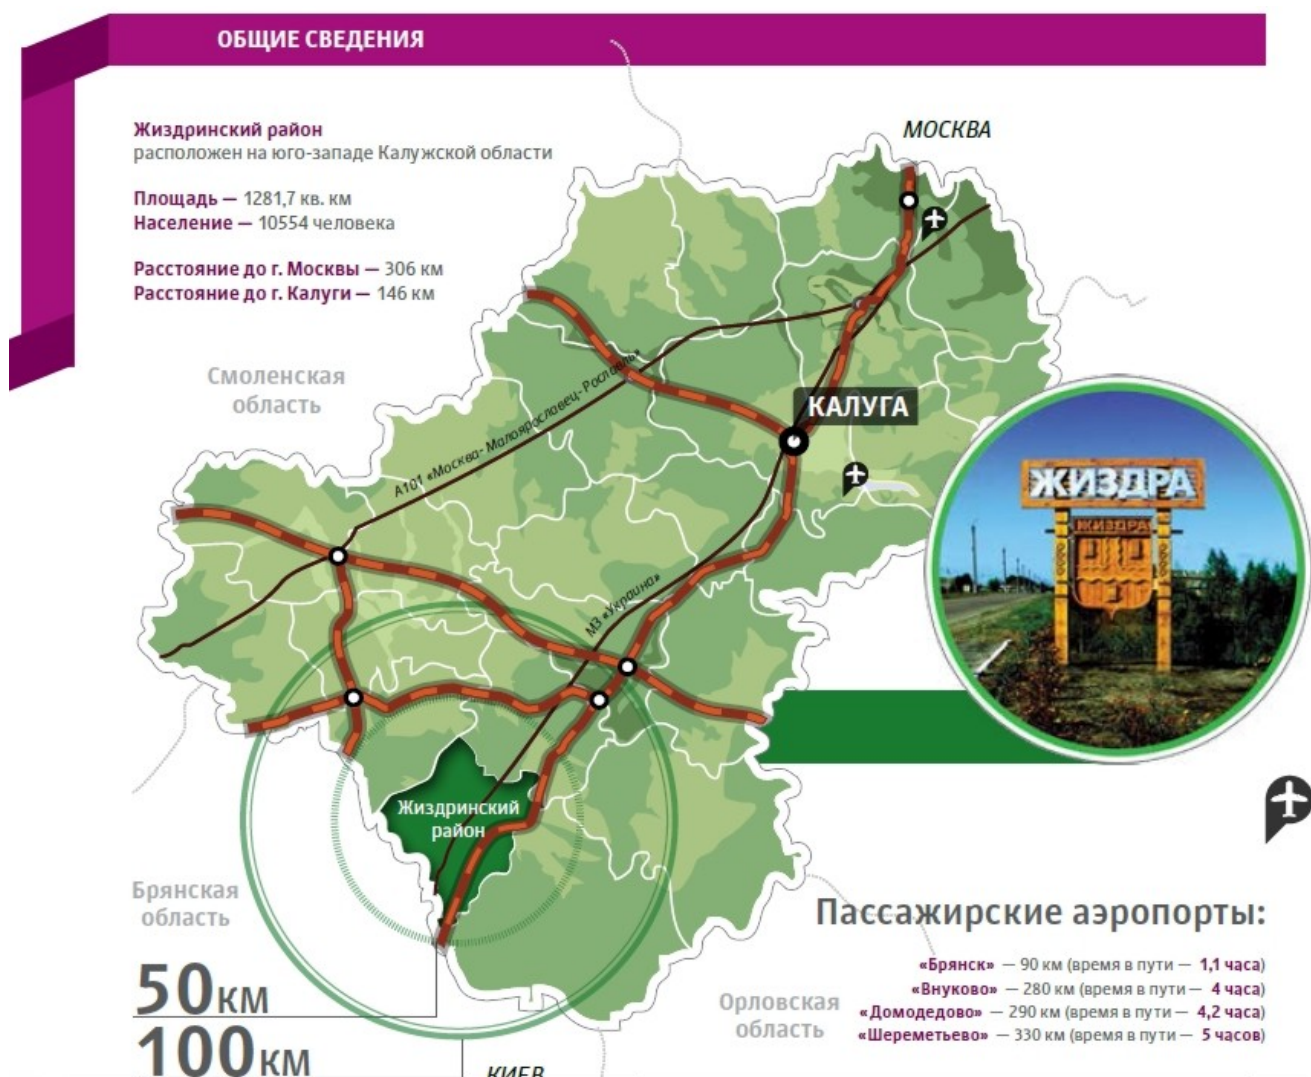 ОБЩИЕ СВЕДЕНИЯ
Жиздринский район
расположен на юго-западе Калужской области
Площадь — 1281,7 кв. км
Население — 10554 человека
Расстояние до г. Москвы — 306 км
Расстояние до г. Калуги — 146 км
МОСКВА
Смоленская
область
А101 «Москва- Малоярославец- Рославль»
КАЛУГА
ЖИЗДРА
ЖИЗДРА
М3 «Украина»
Жиздринский
район
Брянская
область
50км
100км
КИЕВ
Орловская
область
Пассажирские аэропорты:
«Брянск» — 90 км (время в пути — 1,1 часа)
«Внуково» — 280 км (время в пути — 4 часа)
«Домодедово» — 290 км (время в пути — 4,2 часа)
«Шереметьево» — 330 км (время в пути — 5 часов)